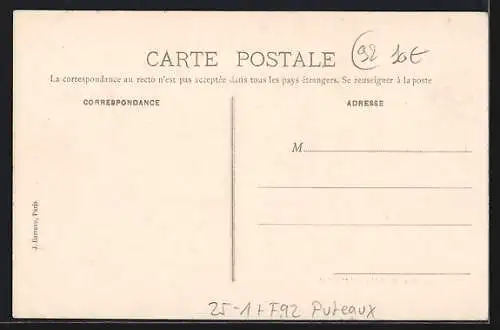 CARTE POSTALE (92 10€
La correspondance au recto n'est pas acceptée dans tous les pays étrangers. Se renseigner à la poste
CORRESPONDANCE
ADRESSE
M
Paris
25-1+F92 Puteaux